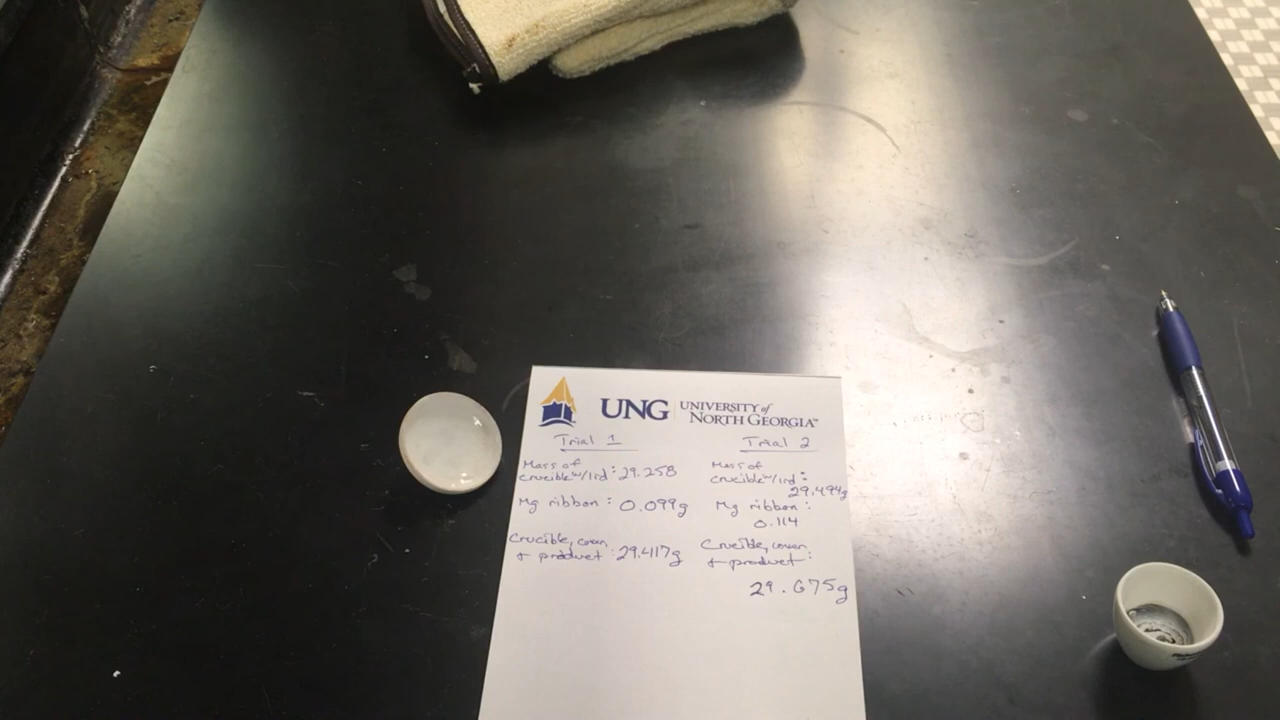 UNG UNIVERSITY of
NORTH GEORGIA™
Trial 1
Mass of
crucible w/lid: 29.258
Mg ribbon: 0.099g
Crucible, cover,
+ product: 29.417g
Trial 2
Mass of
crucible w/lid:
29.494g
Mg ribbon:
0.114
Crucible, cover,
+ product:
29.675g